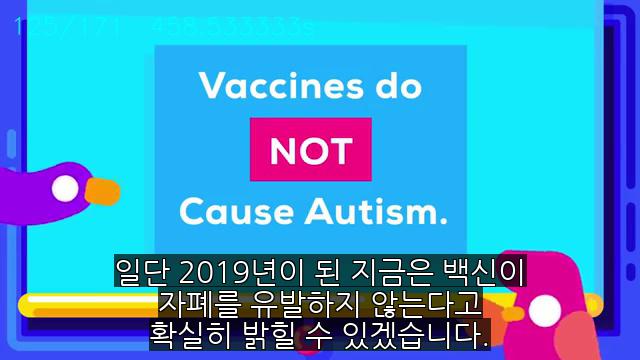 125/171 458.533333s
Vaccines do
NOT
Cause Autism.
일단 2019년이 된 지금은 백신이
자폐를 유발하지 않는다고
확실히 밝힐 수 있겠습니다.